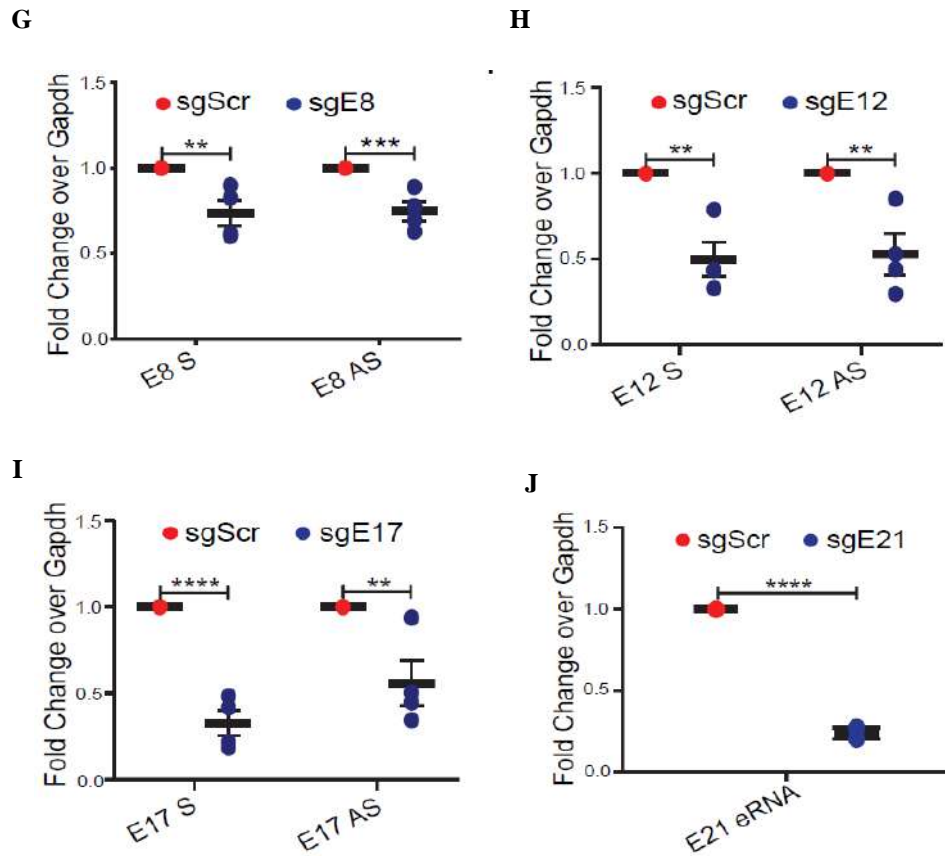 G
Fold Change over Gapdh
1.5
1.0
0.5
0.0
sgScr sgE8
** ***
E8 S E8 AS
H
Fold Change over Gapdh
1.5
1.0
0.5
0.0
sgScr sgE12
** **
E12 S E12 AS
I
Fold Change over Gapdh
1.5
1.0
0.5
0.0
sgScr sgE17
**** **
E17 S E17 AS
J
Fold Change over Gapdh
1.5
1.0
0.5
0.0
sgScr sgE21
****
E21 eRNA